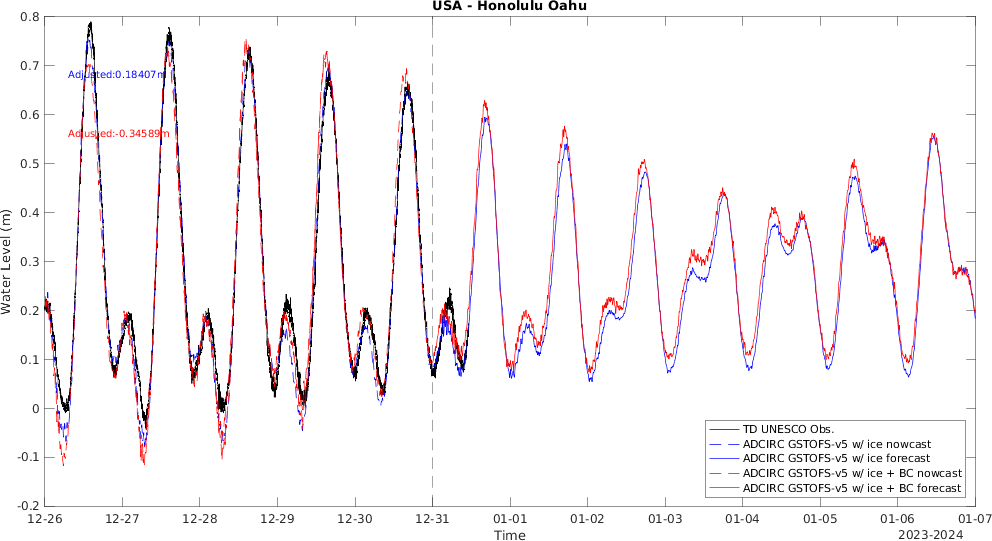 USA - Honolulu Oahu
Water Level (m)
0.8
0.7
0.6
0.5
0.4
0.3
0.2
0.1
0
-0.1
-0.2
Adjusted:0.18407m
Adjusted:-0.34589m
TD UNESCO Obs.
ADCIRC GSTOFS-v5 w/ ice nowcast
ADCIRC GSTOFS-v5 w/ ice forecast
ADCIRC GSTOFS-v5 w/ ice + BC nowcast
ADCIRC GSTOFS-v5 w/ ice + BC forecast
12-26 12-27 12-28 12-29 12-30 12-31 01-01 01-02 01-03 01-04 01-05 01-06 01-07
Time
2023-2024